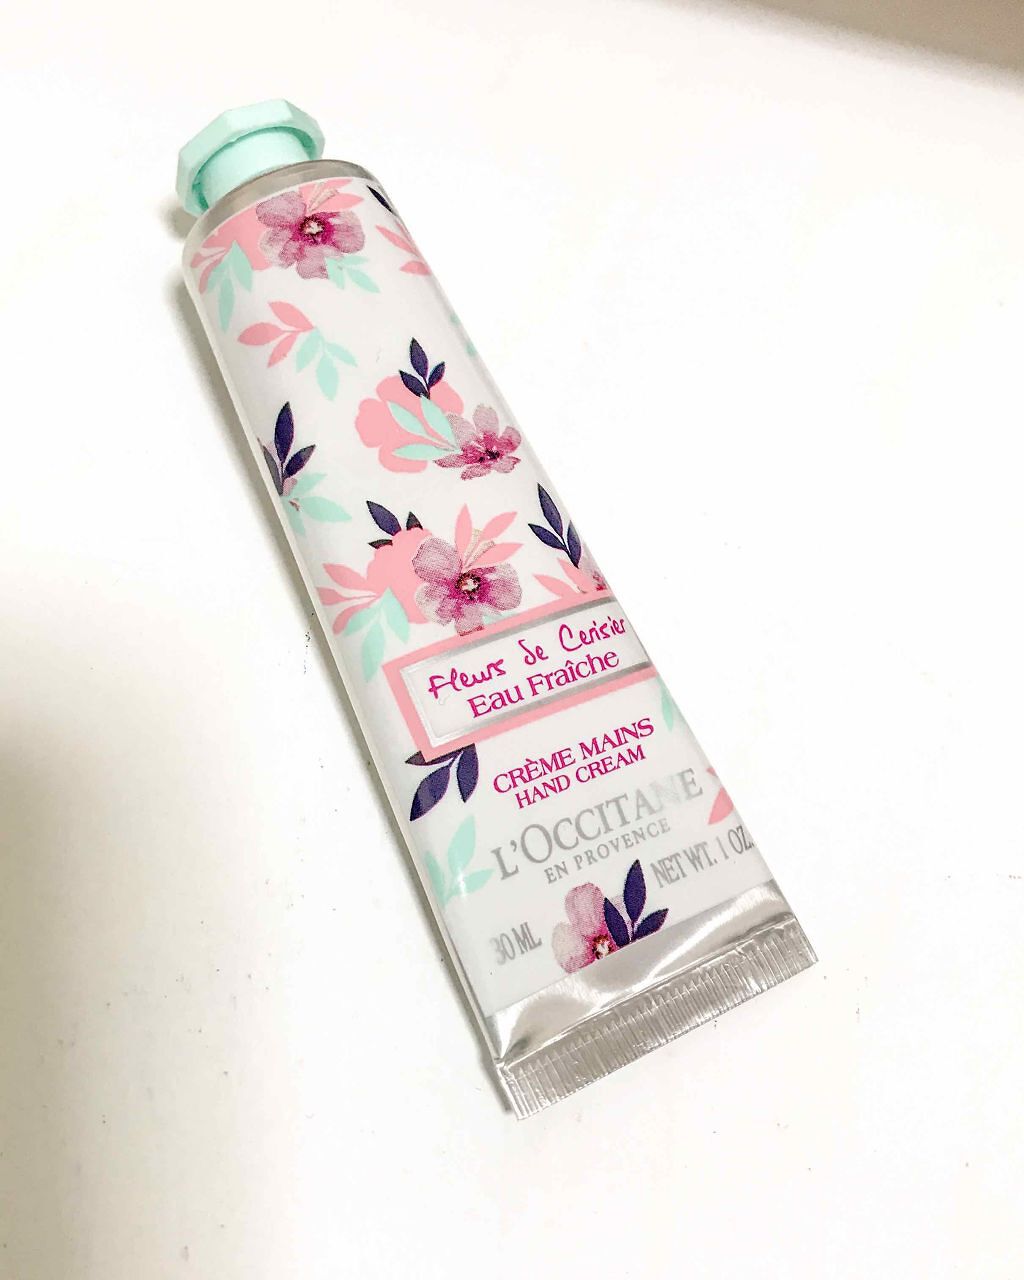 Fleurs de Cerisier
Eau Fraîche
CRÈME MAINS
HAND CREAM
L'OCCITANE
EN PROVENCE
30 ML NET WT. 1 OZ.